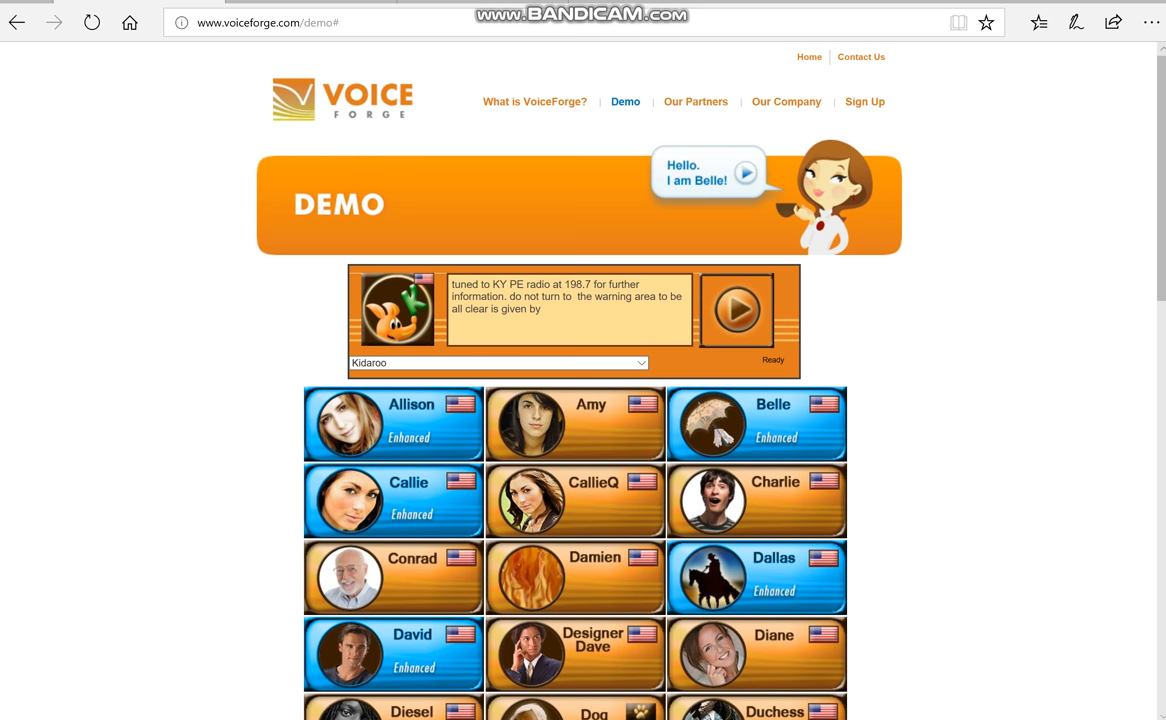 www.BANDICAM.com
www.voiceforge.com/demo#
Home
Contact Us
VOICE
FORGE
What is VoiceForge?
Demo
Our Partners
Our Company
Sign Up
Hello.
I am Belle!
DEMO
K
tuned to KY PE radio at 198.7 for further
information. do not turn to  the warning area to be
all clear is given by
Kidaroo
Ready
Allison
Enhanced
Amy
Belle
Enhanced
Callie
Enhanced
CallieQ
Charlie
Conrad
Damien
Dallas
Enhanced
David
Enhanced
Designer
Dave
Diane
Diesel
Dog
Duchess